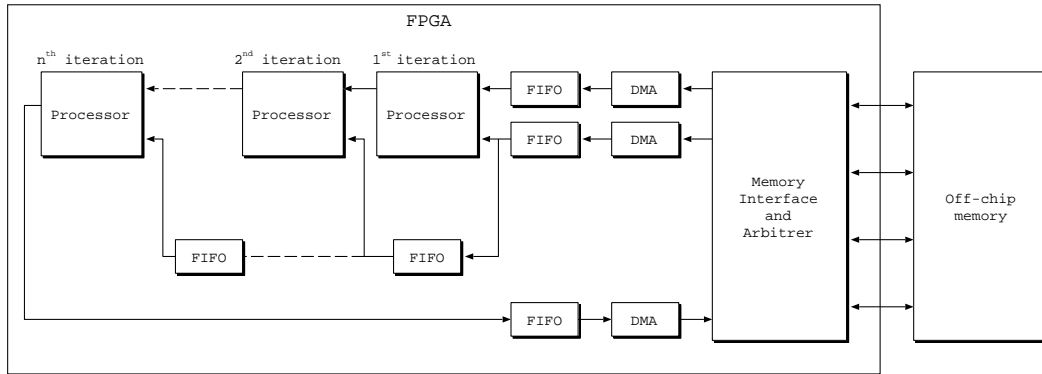 FPGA
nth iteration
2nd iteration
1st iteration
Processor
Processor
Processor
FIFO
DMA
FIFO
DMA
Memory
Interface
and
Arbitrer
Off-chip
memory
FIFO
FIFO
FIFO
DMA